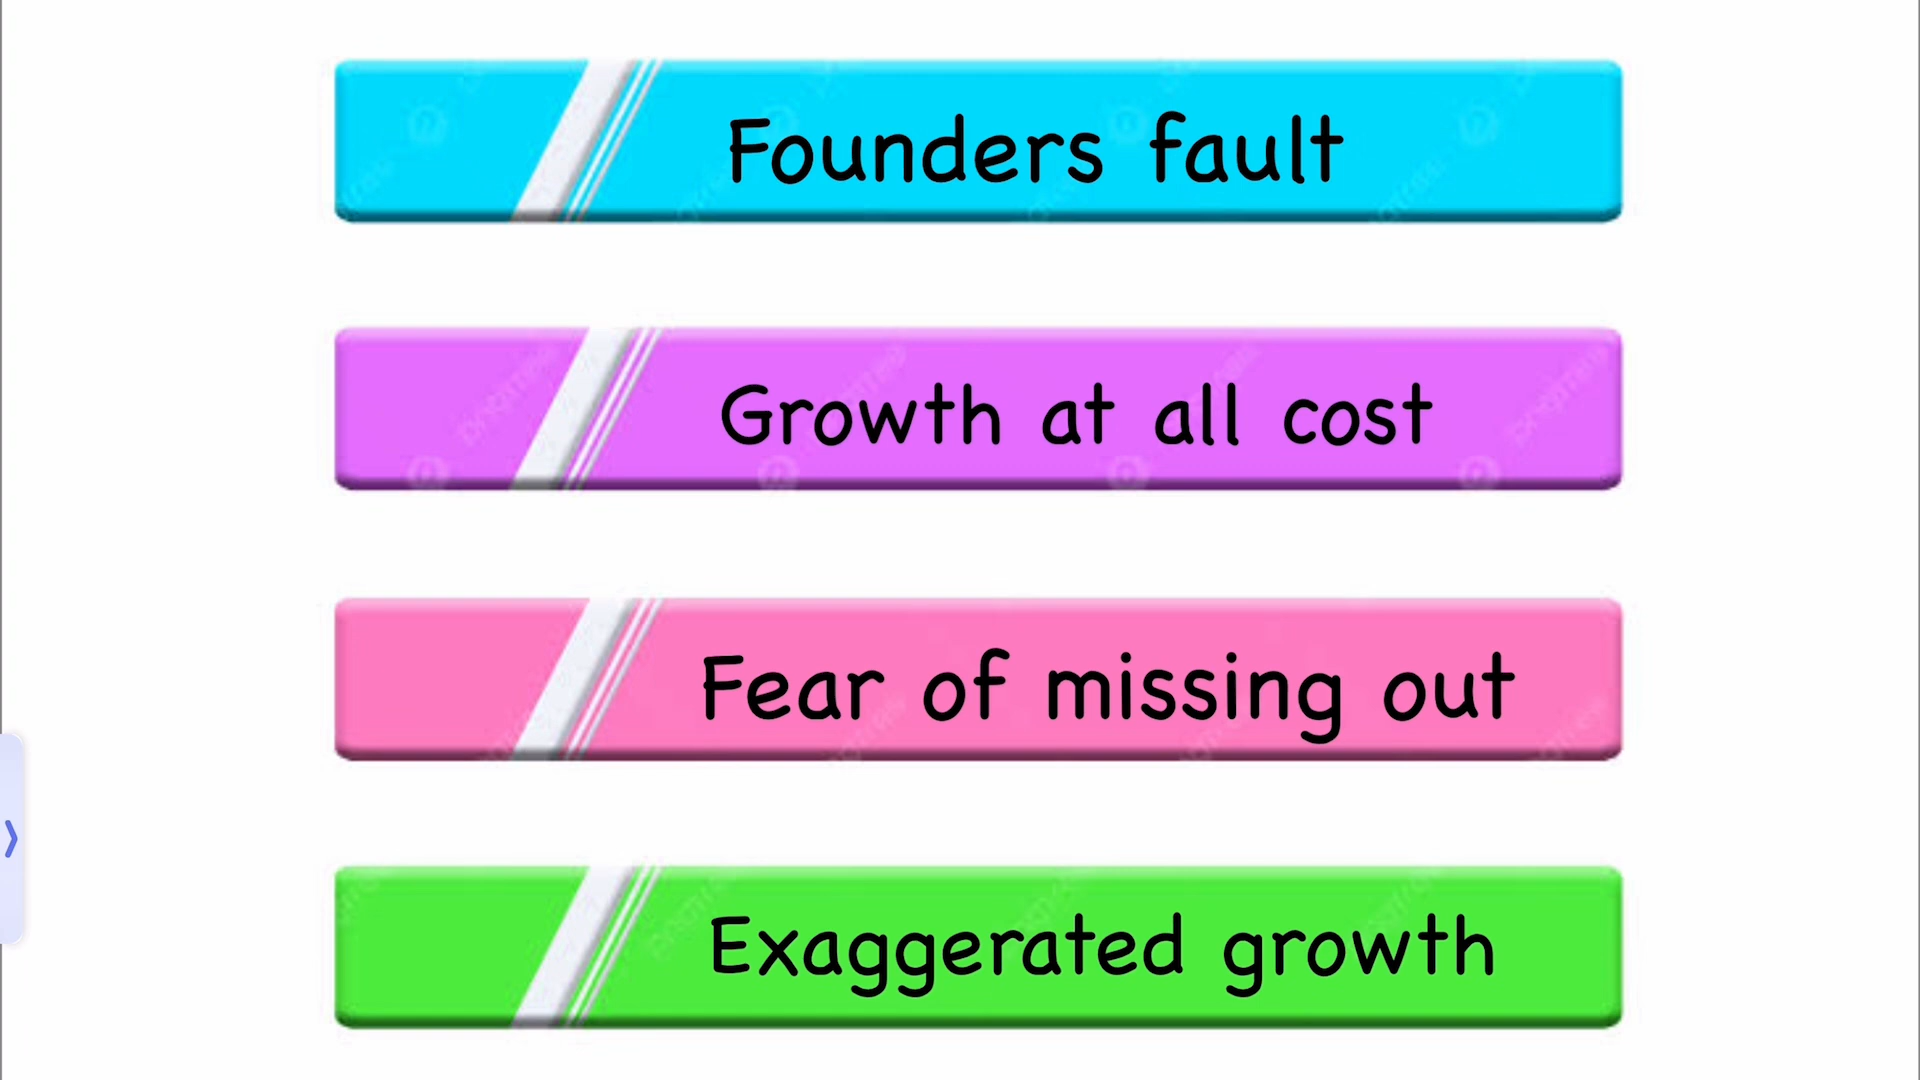 Founders fault
Growth at all cost
Fear of missing out
Exaggerated growth